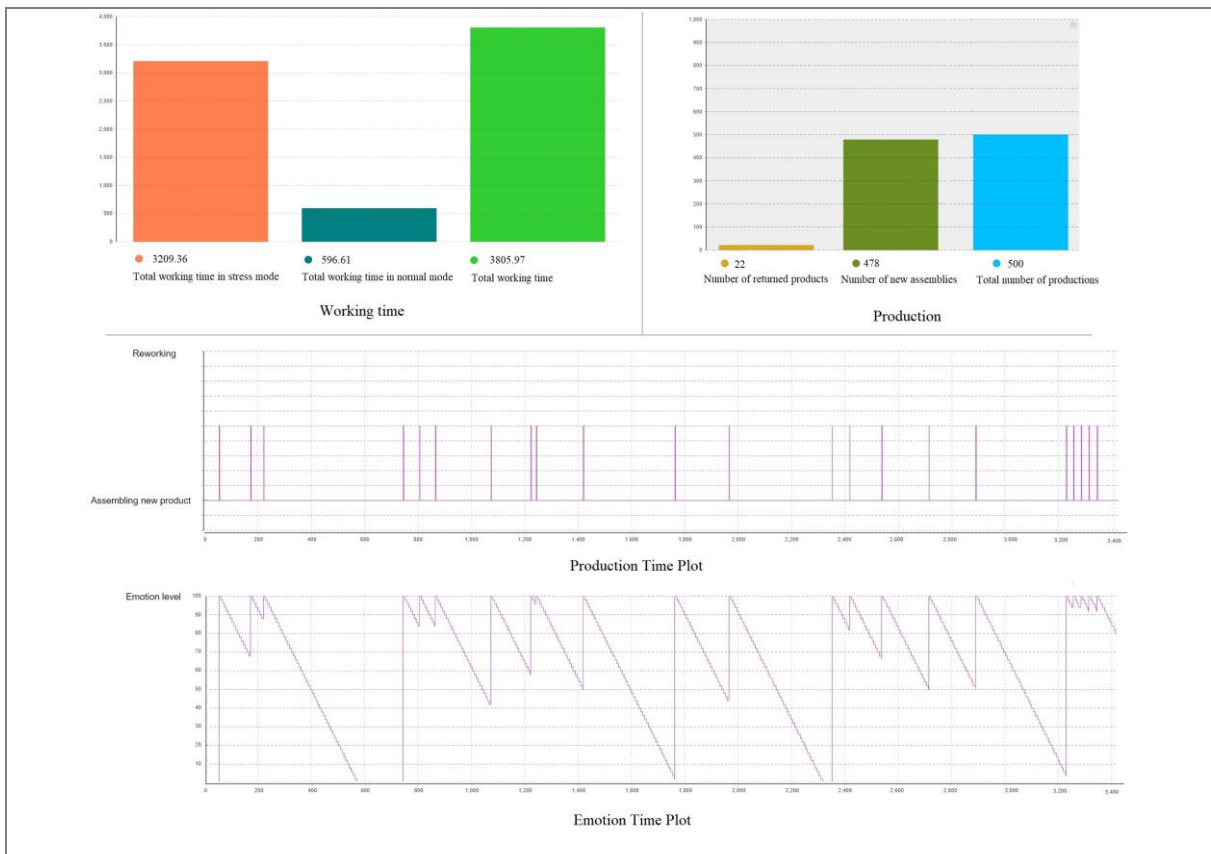 4,000
3,500
3,000
2,500
2,000
1,500
1,000
500
0
3209.36 596.61 3805.97
Total working time in stress mode Total working time in normal mode Total working time
Working time
1,000
900
800
700
600
500
400
300
200
100
0
22 478 500
Number of returned products Number of new assemblies Total number of productions
Production
Reworking
Assembling new product
0 200 400 600 800 1,000 1,200 1,400 1,600 1,800 2,000 2,200 2,400 2,600 2,800 3,000 3,200 3,400
Production Time Plot
Emotion level
100
90
80
70
60
50
40
30
20
10
0 200 400 600 800 1,000 1,200 1,400 1,600 1,800 2,000 2,200 2,400 2,600 2,800 3,000 3,200 3,400
Emotion Time Plot